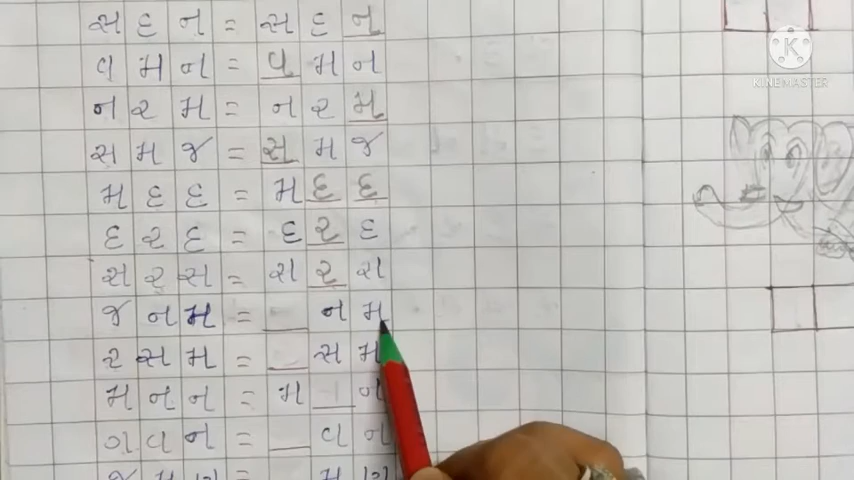 સ દ ન = સ દ ન
વ મ ન = વ મ ન
ન ર મ = ન ર મ
સ મ જ = સ મ જ
મ દ દ = મ દ દ
દ ર દ = દ ર દ
સ ર સ = સ ર સ
જ ન મ = _ ન મ
ર સ મ = _ સ મ
મ ન ન = મ _ ન
ગ વ ન = _ વ ન
K
KINEMASTER